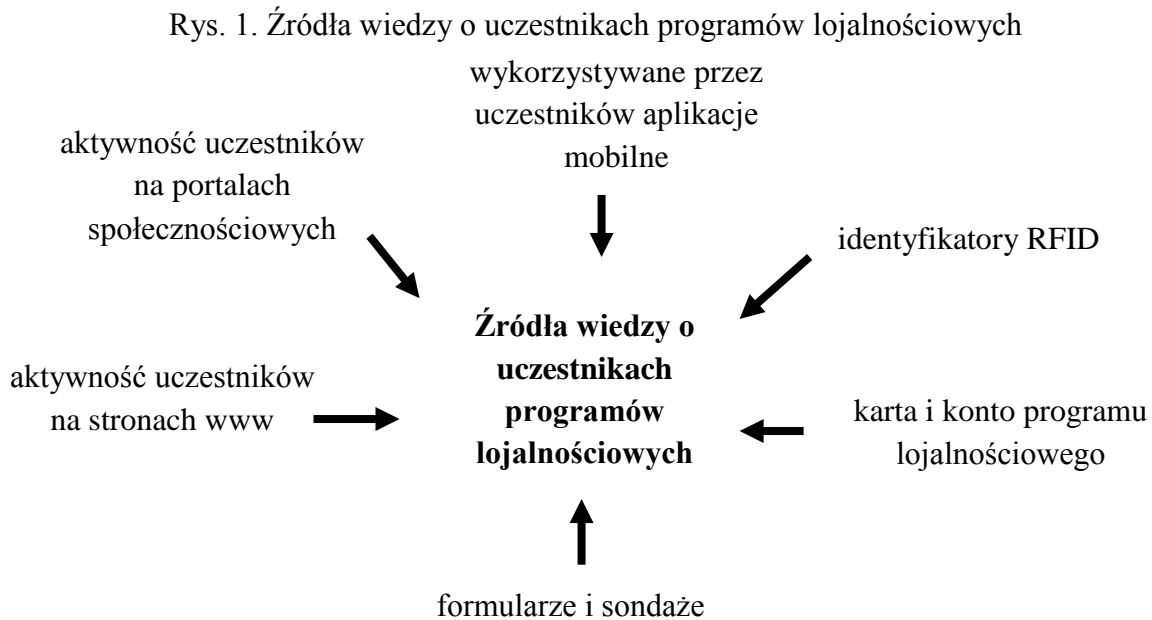 Rys. 1. Źródła wiedzy o uczestnikach programów lojalnościowych
wykorzystywane przez
uczestników aplikacje
mobilne
aktywność uczestników
na portalach
społecznościowych
identyfikatory RFID
Źródła wiedzy o
uczestnikach
programów
lojalnościowych
aktywność uczestników
na stronach www
karta i konto programu
lojalnościowego
formularze i sondaże